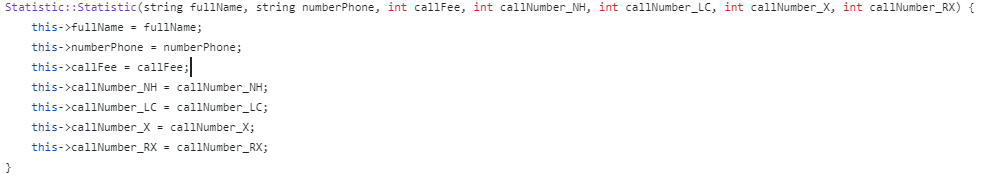 Statistic::Statistic(string fullName, string numberPhone, int callFee, int callNumber_NH, int callNumber_LC, int callNumber_X, int callNumber_RX) {
    this->fullName = fullName;
    this->numberPhone = numberPhone;
    this->callFee = callFee;
    this->callNumber_NH = callNumber_NH;
    this->callNumber_LC = callNumber_LC;
    this->callNumber_X = callNumber_X;
    this->callNumber_RX = callNumber_RX;
}